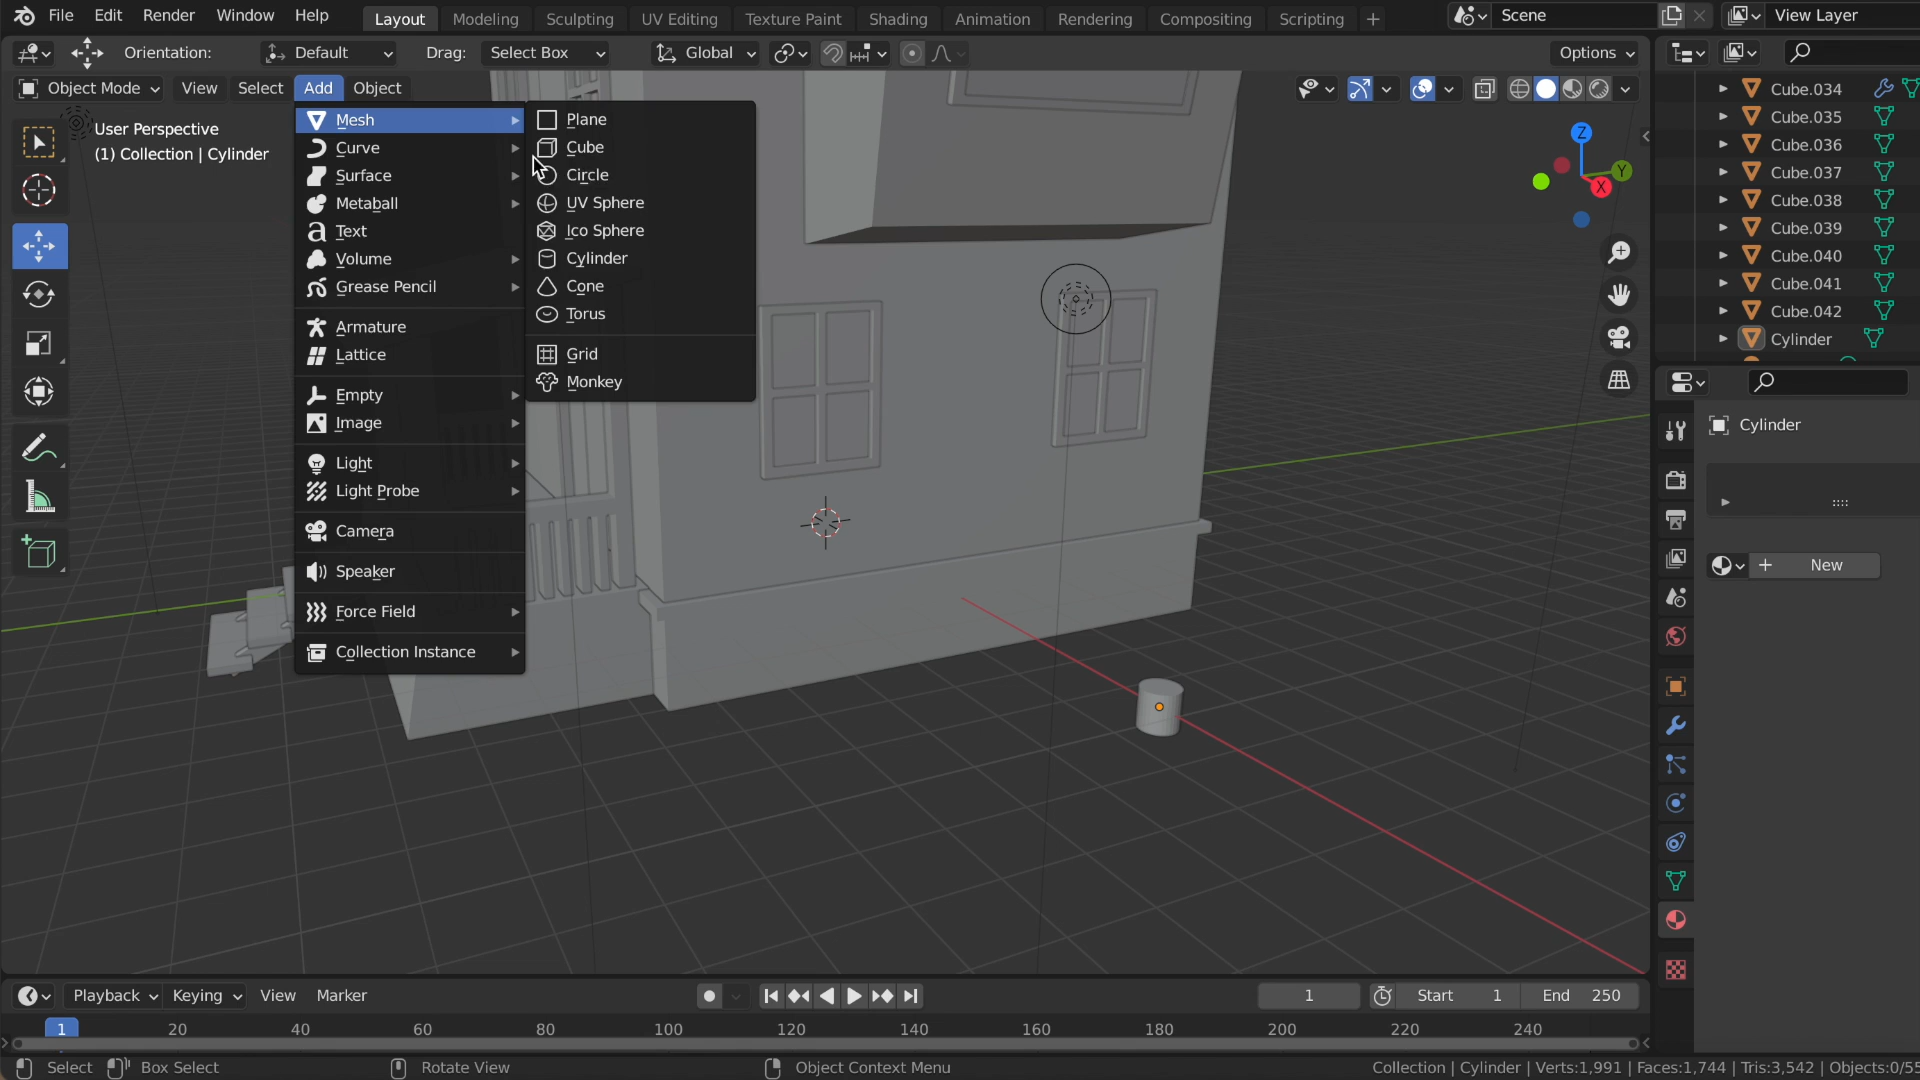 File Edit Render Window Help Layout Modeling Sculpting UV Editing Texture Paint Shading Animation Rendering Compositing Scripting + Scene View Layer
Orientation: Default Drag: Select Box Global Options
Object Mode View Select Add Object
User Perspective
(1) Collection | Cylinder
Mesh
Curve
Surface
Metaball
Text
Volume
Grease Pencil
Armature
Lattice
Empty
Image
Light
Light Probe
Camera
Speaker
Force Field
Collection Instance
Plane
Cube
Circle
UV Sphere
Ico Sphere
Cylinder
Cone
Torus
Grid
Monkey
Z
Y
X
Cube.034
Cube.035
Cube.036
Cube.037
Cube.038
Cube.039
Cube.040
Cube.041
Cube.042
Cylinder
Cylinder
+ New
Playback Keying View Marker 1 Start 1 End 250
1 20 40 60 80 100 120 140 160 180 200 220 240
Select Box Select Rotate View Object Context Menu Collection | Cylinder | Verts:1,991 | Faces:1,744 | Tris:3,542 | Objects:0/55